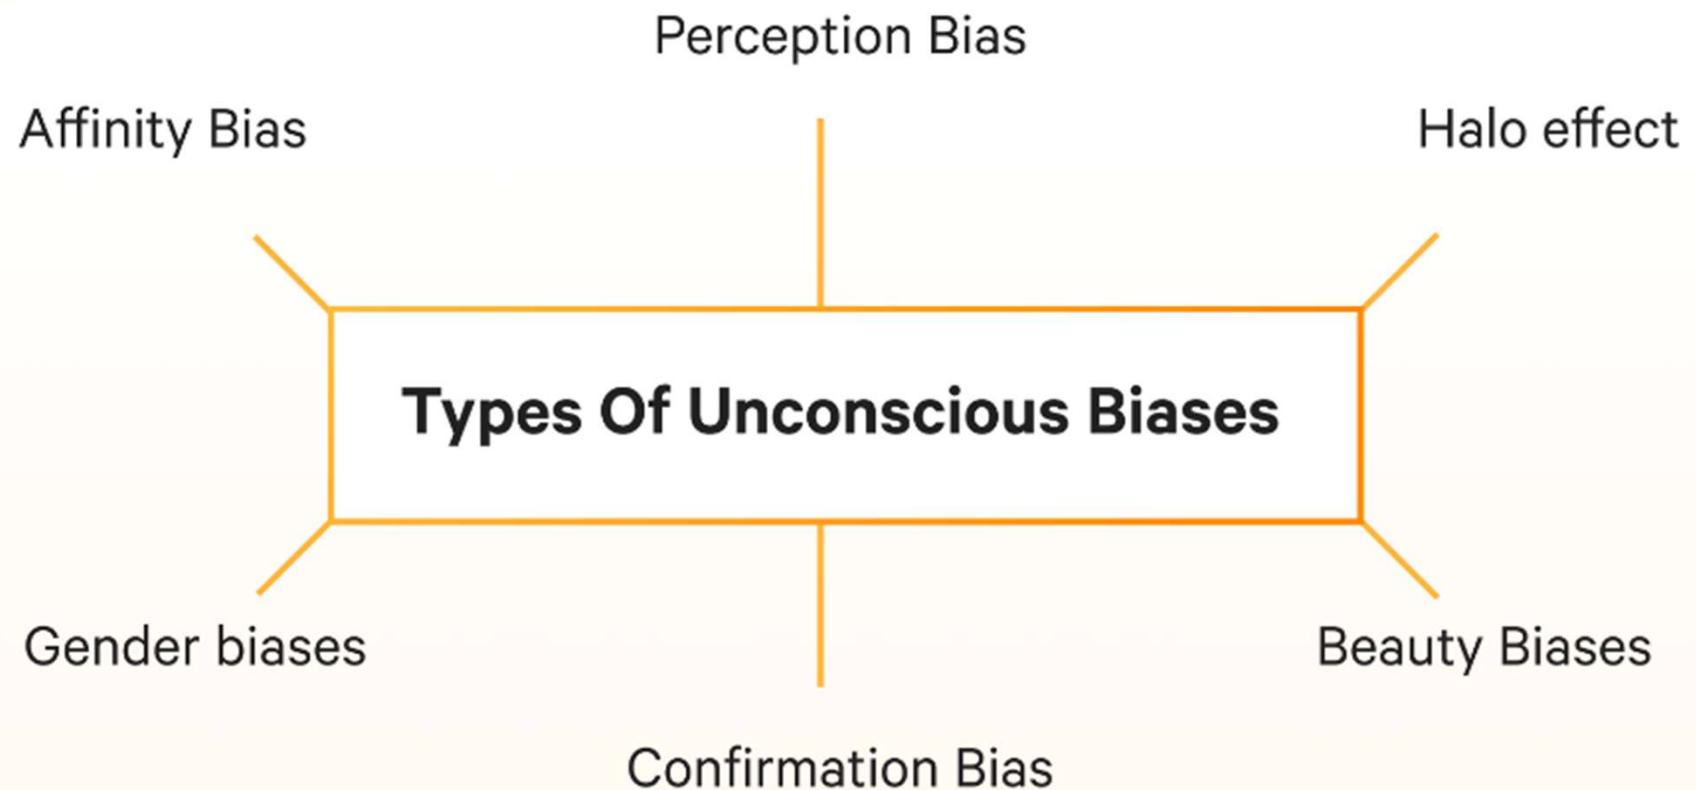 Perception Bias
Affinity Bias
Halo effect
Types Of Unconscious Biases
Gender biases
Beauty Biases
Confirmation Bias